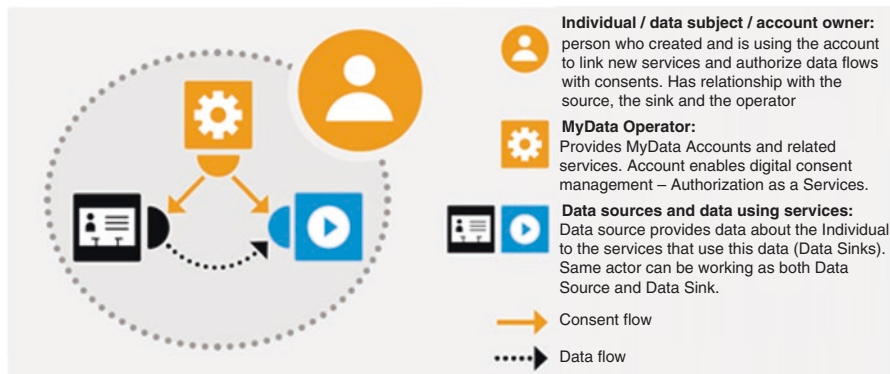 Individual / data subject / account owner:
person who created and is using the account
to link new services and authorize data flows
with consents. Has relationship with the
source, the sink and the operator
MyData Operator:
Provides MyData Accounts and related
services. Account enables digital consent
management – Authorization as a Services.
Data sources and data using services:
Data source provides data about the Individual
to the services that use this data (Data Sinks).
Same actor can be working as both Data
Source and Data Sink.
Consent flow
Data flow